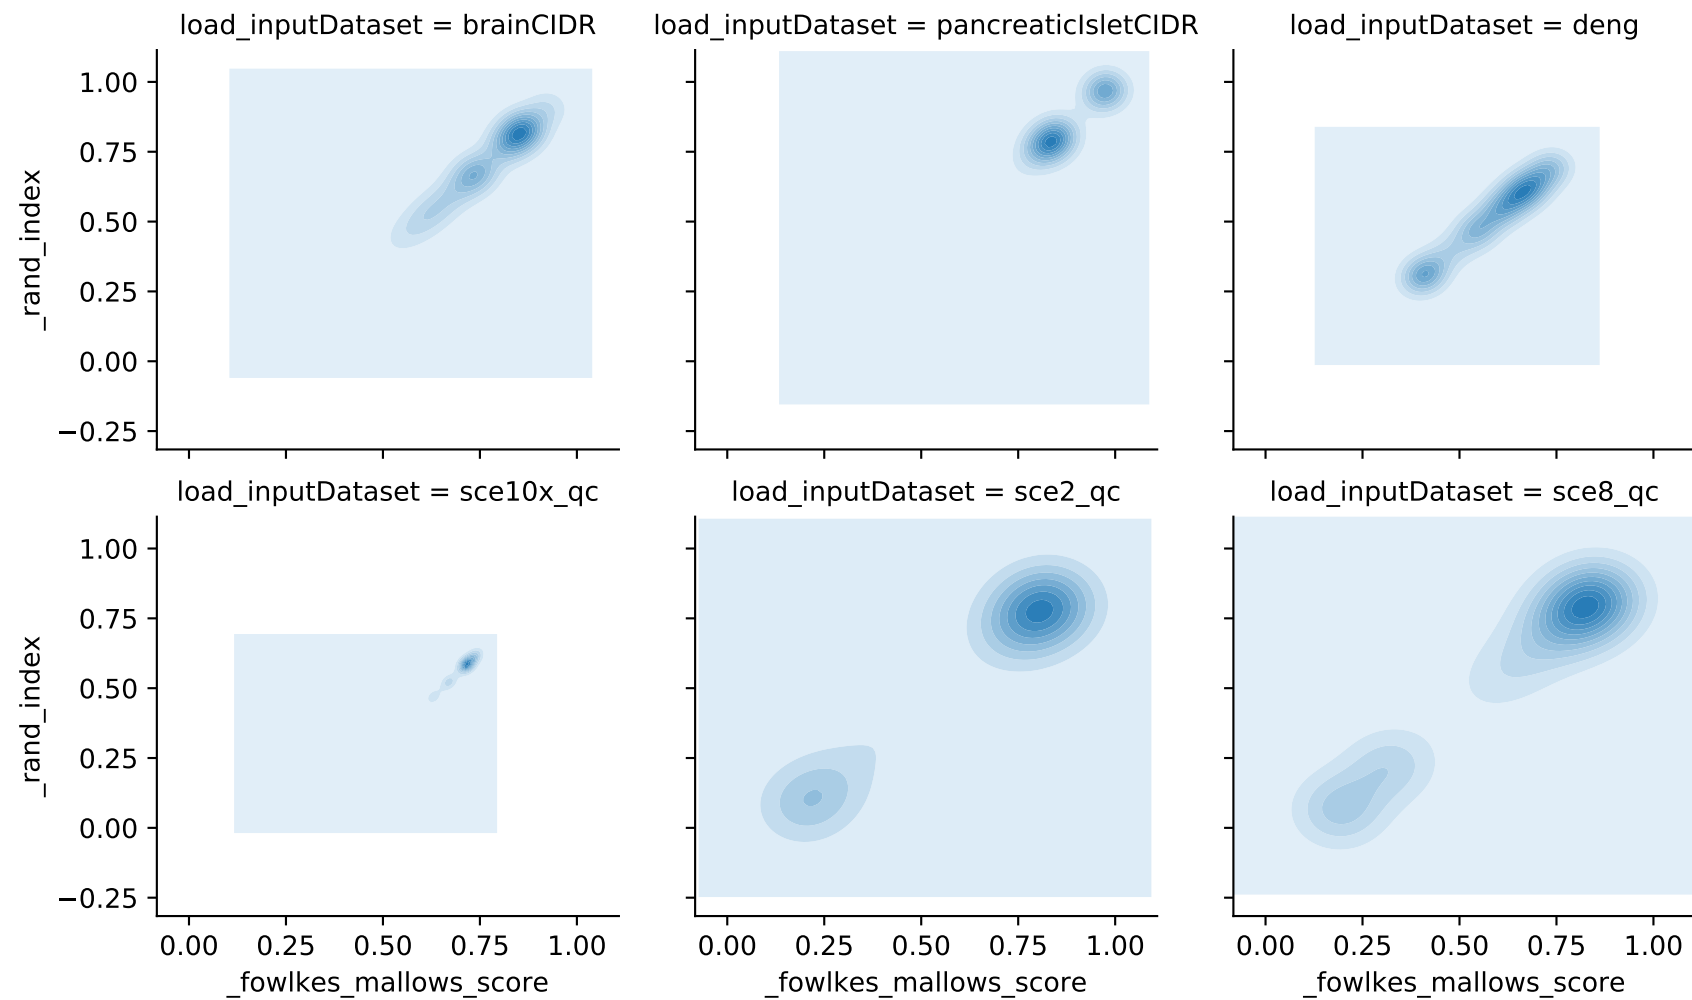 load_inputDataset = brainCIDR
load_inputDataset = pancreaticIsletCIDR
load_inputDataset = deng
1.00
0.75
0.50
0.25
0.00
−0.25
_rand_index
load_inputDataset = sce10x_qc
load_inputDataset = sce2_qc
load_inputDataset = sce8_qc
1.00
0.75
0.50
0.25
0.00
−0.25
_rand_index
0.00 0.25 0.50 0.75 1.00
0.00 0.25 0.50 0.75 1.00
0.00 0.25 0.50 0.75 1.00
_fowlkes_mallows_score
_fowlkes_mallows_score
_fowlkes_mallows_score